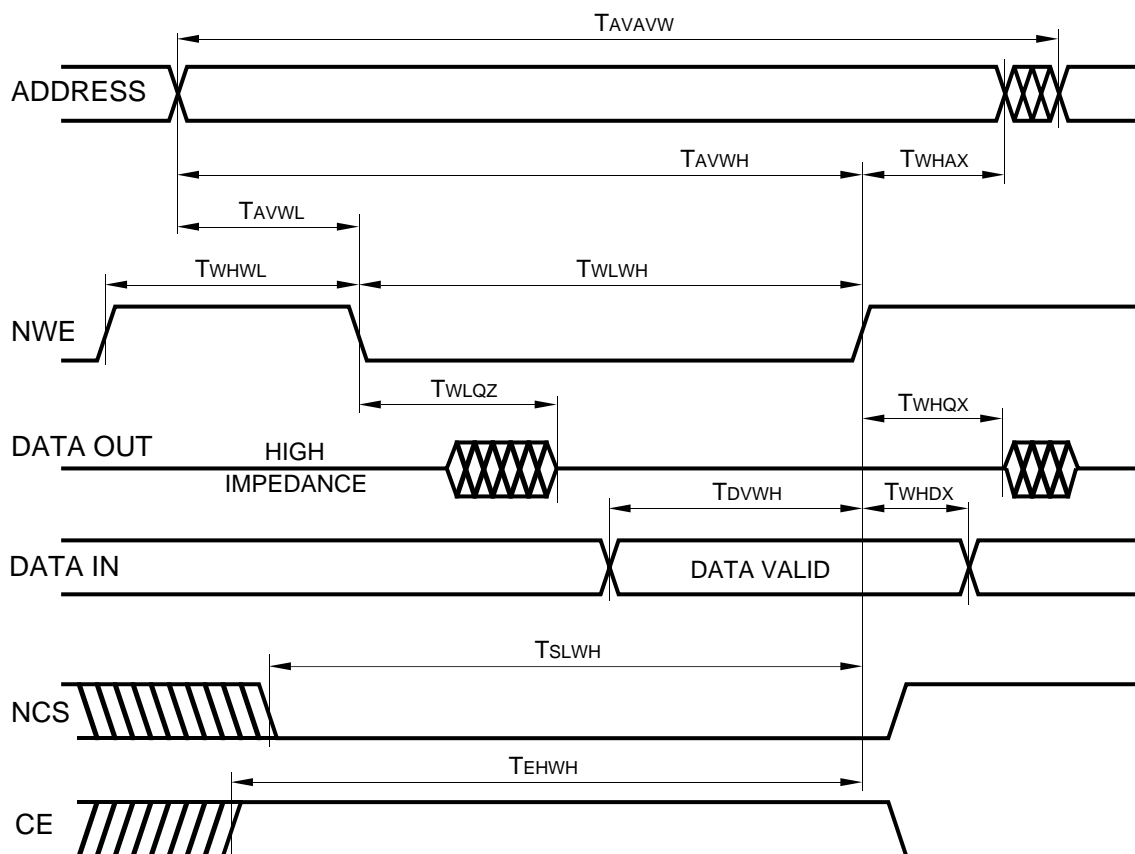 TAVAVW
ADDRESS
TAVWH
TWHAX
TAVWL
TWHWL
TWLWH
NWE
TWLQZ
TWHQX
DATA OUT
HIGH
IMPEDANCE
TDVWH
TWHDX
DATA IN
DATA VALID
TSLWH
NCS
TEHWH
CE